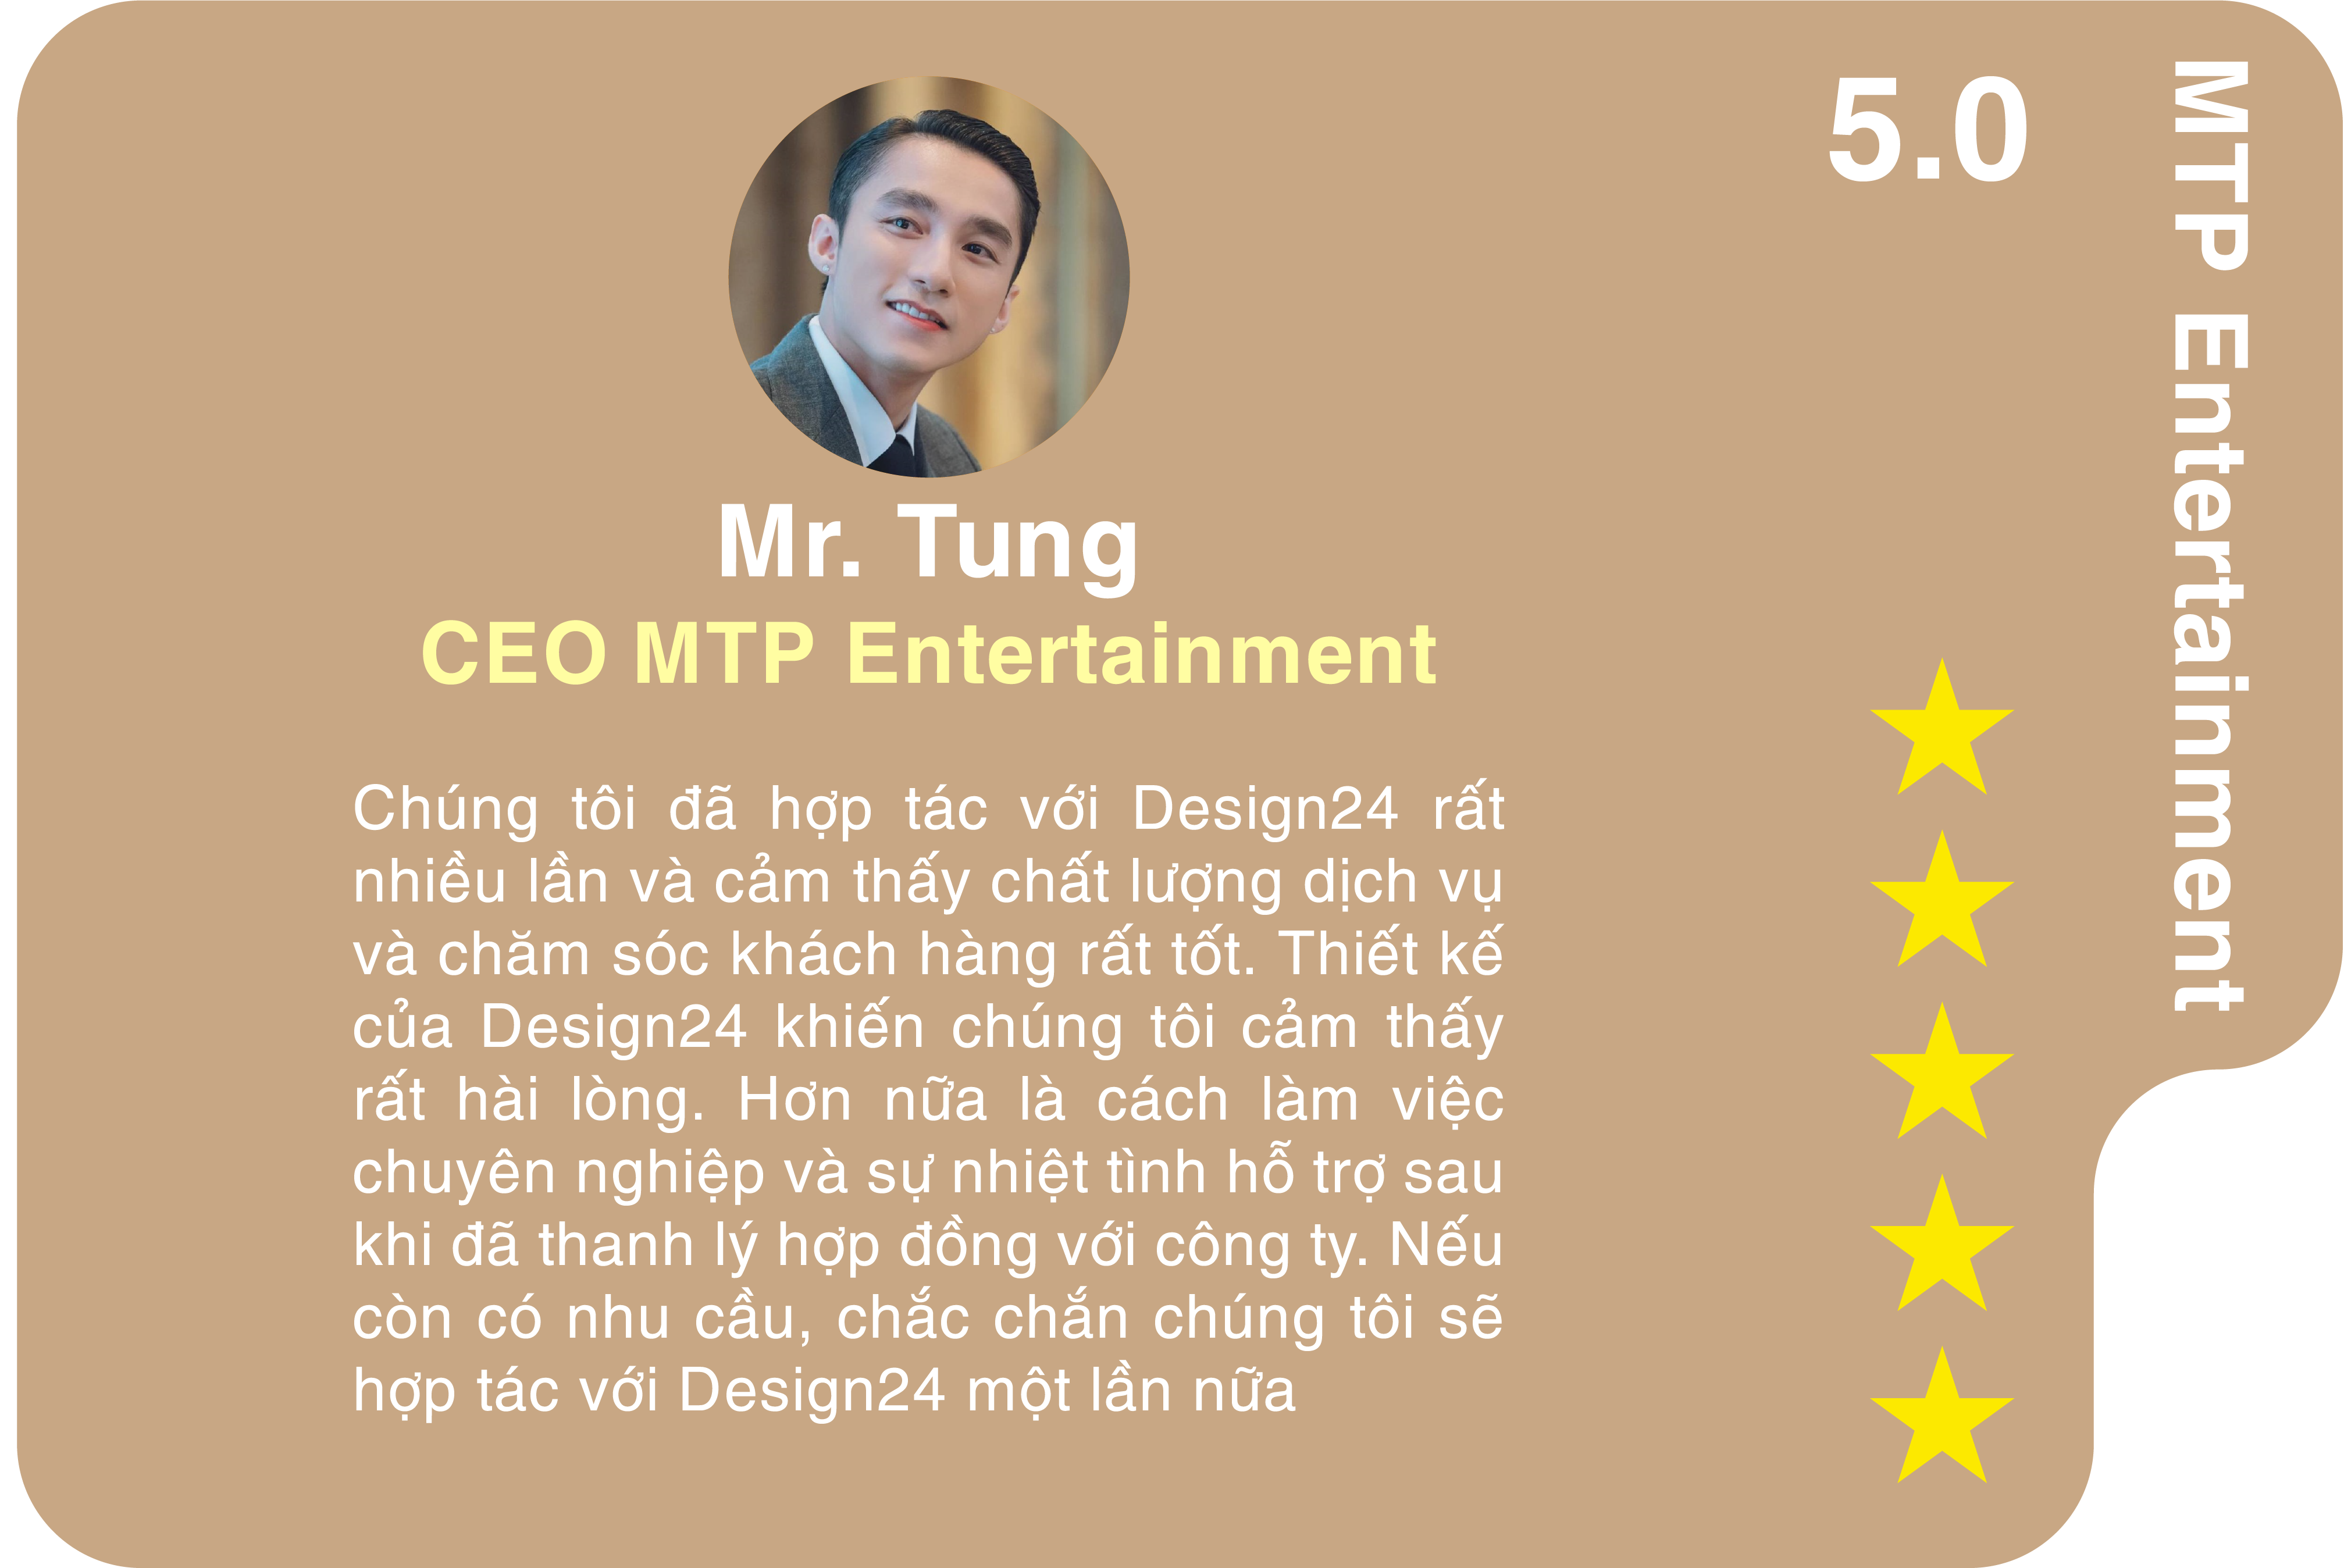 5.0
MTP Entertainment
Mr. Tung
CEO MTP Entertainment
Chúng tôi đã hợp tác với Design24 rất
nhiều lần và cảm thấy chất lượng dịch vụ
và chăm sóc khách hàng rất tốt. Thiết kế
của Design24 khiến chúng tôi cảm thấy
rất hài lòng. Hơn nữa là cách làm việc
chuyên nghiệp và sự nhiệt tình hỗ trợ sau
khi đã thanh lý hợp đồng với công ty. Nếu
còn có nhu cầu, chắc chắn chúng tôi sẽ
hợp tác với Design24 một lần nữa